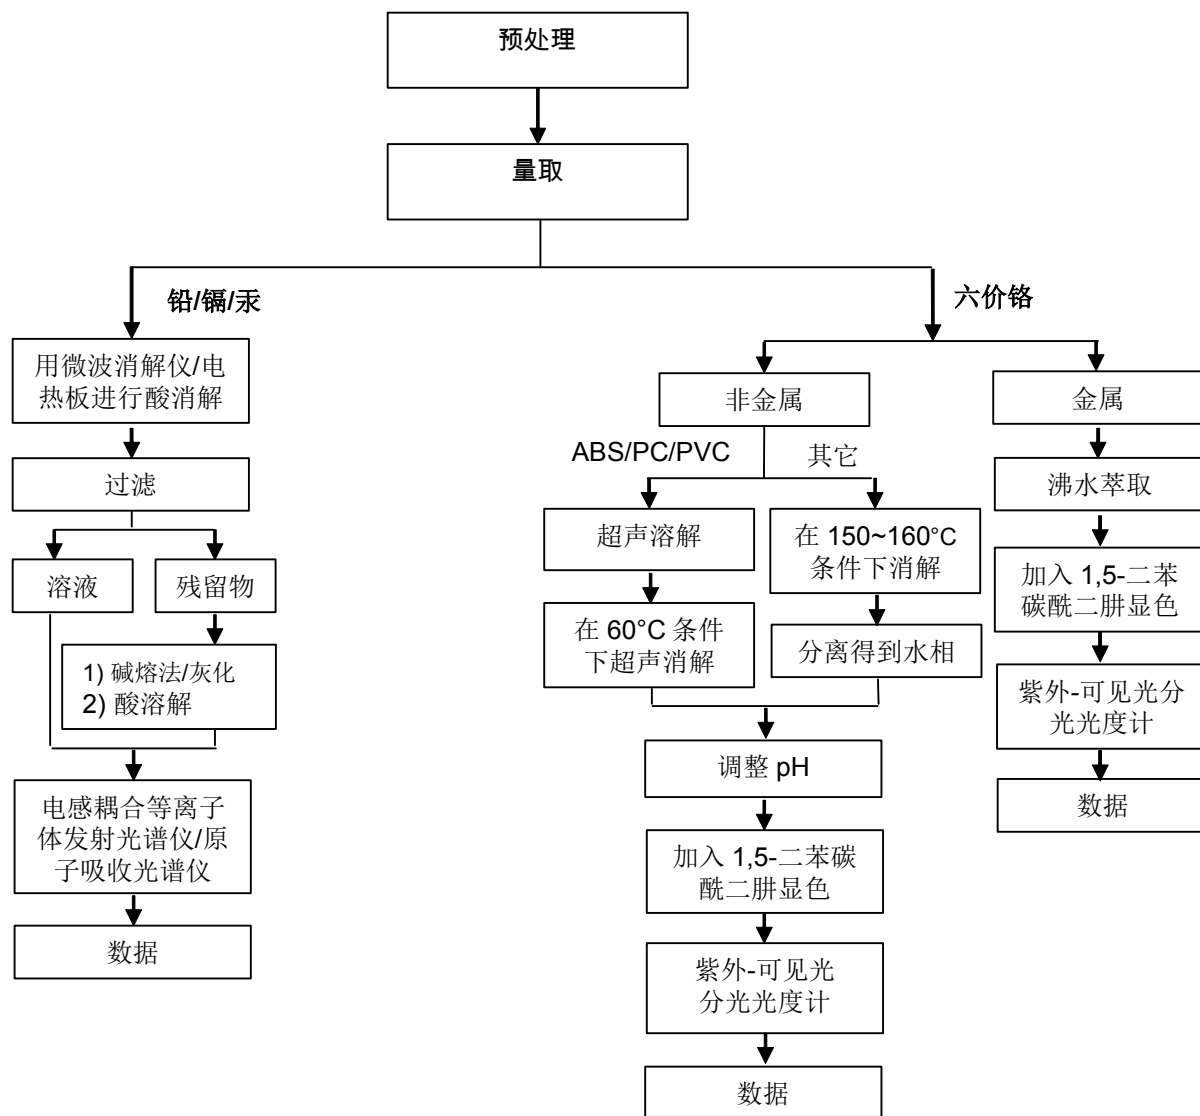 预处理
量取
铅/镉/汞
六价铬
用微波消解仪/电
热板进行酸消解
过滤
溶液
残留物
1) 碱熔法/灰化
2) 酸溶解
电感耦合等离子
体发射光谱仪/原
子吸收光谱仪
数据
非金属
ABS/PC/PVC
其它
超声溶解
在 60°C 条件
下超声消解
在 150~160°C
条件下消解
分离得到水相
调整 pH
加入 1,5-二苯碳
酰二肼显色
紫外-可见光
分光光度计
数据
金属
沸水萃取
加入 1,5-二苯
碳酰二肼显色
紫外-可见光分
光光度计
数据